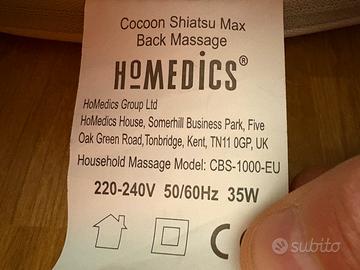 Cocoon Shiatsu Max
Back Massage
HoMEDICS®
HoMedics Group Ltd
HoMedics House, Somerhill Business Park, Five
Oak Green Road, Tonbridge, Kent, TN11 0GP, UK
Household Massage Model: CBS-1000-EU
220-240V 50/60Hz 35W
subito